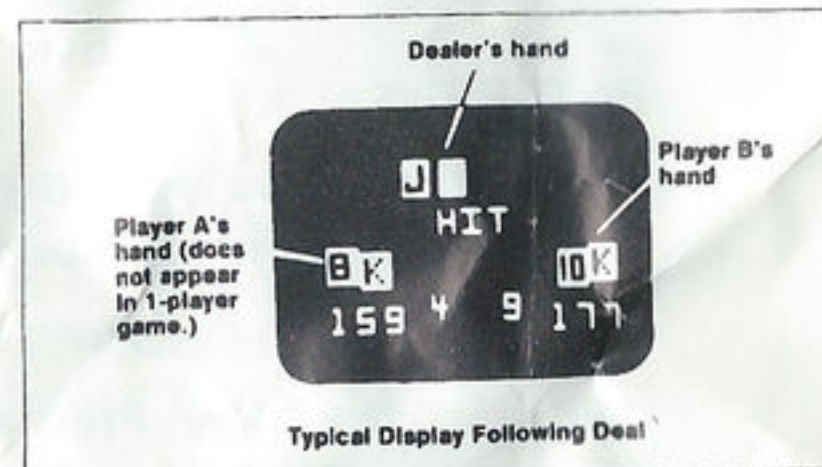 Dealer's hand
Player B's
hand
J
HIT
Player A's
hand (does
not appear
in 1-player
game.)
8 K
10 K
159 4 9 177
Typical Display Following Deal